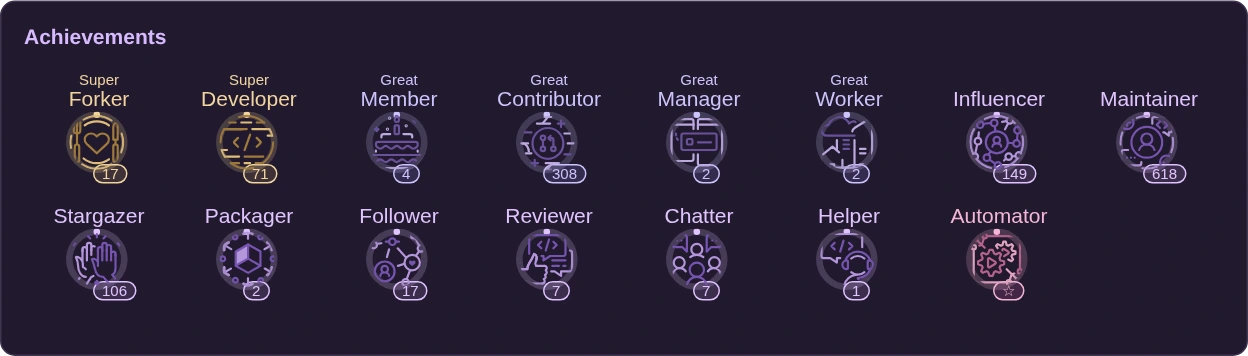 Achievements
Super Super Great Great Great Great
Forker Developer Member Contributor Manager Worker Influencer Maintainer
17 71 4 308 2 2 149 618
Stargazer Packager Follower Reviewer Chatter Helper Automator
106 2 17 7 7 1 ☆